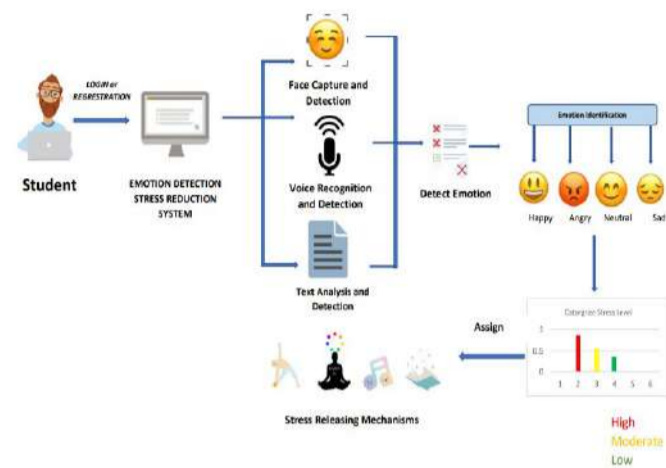 LOGIN or
REGRESTRATION
Student
EMOTION DETECTION
STRESS REDUCTION
SYSTEM
Face Capture and
Detection
Voice Recognition
and Detection
Text Analysis and
Detection
Detect Emotion
Emotion Identification
Happy
Angry
Neutral
Sad
Assign
Stress Level
1
0.5
0
1 2 3 4 5 6
Stress Releasing Mechanisms
High
Moderate
Low